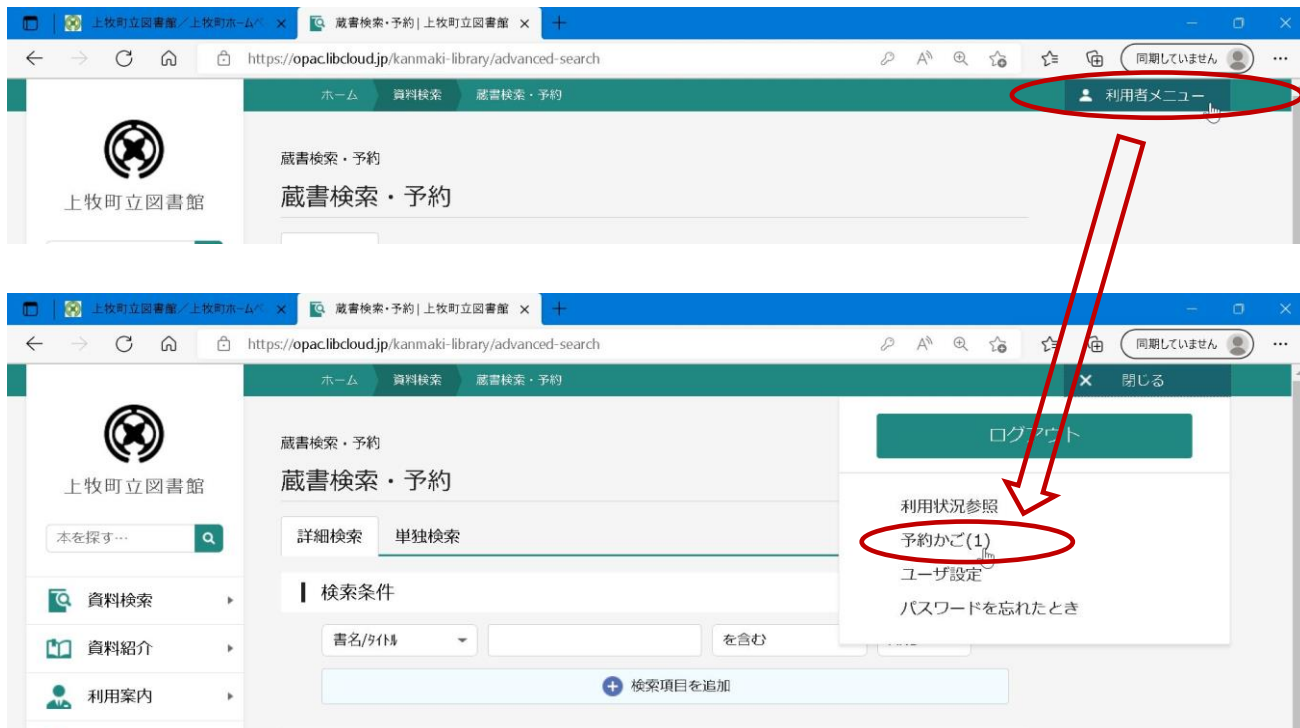 上牧町立図書館／上牧町ホームペ
蔵書検索・予約 | 上牧町立図書館
https://opac.libcloud.jp/kanmaki-library/advanced-search
同期していません
ホーム 資料検索 蔵書検索・予約
利用者メニュー
上牧町立図書館
蔵書検索・予約
蔵書検索・予約
上牧町立図書館／上牧町ホームペ
蔵書検索・予約 | 上牧町立図書館
https://opac.libcloud.jp/kanmaki-library/advanced-search
同期していません
ホーム 資料検索 蔵書検索・予約
閉じる
上牧町立図書館
本を探す…
資料検索
資料紹介
利用案内
蔵書検索・予約
蔵書検索・予約
詳細検索 単独検索
検索条件
書名/タイトル
を含む
検索項目を追加
ログアウト
利用状況参照
予約かご(1)
ユーザ設定
パスワードを忘れたとき